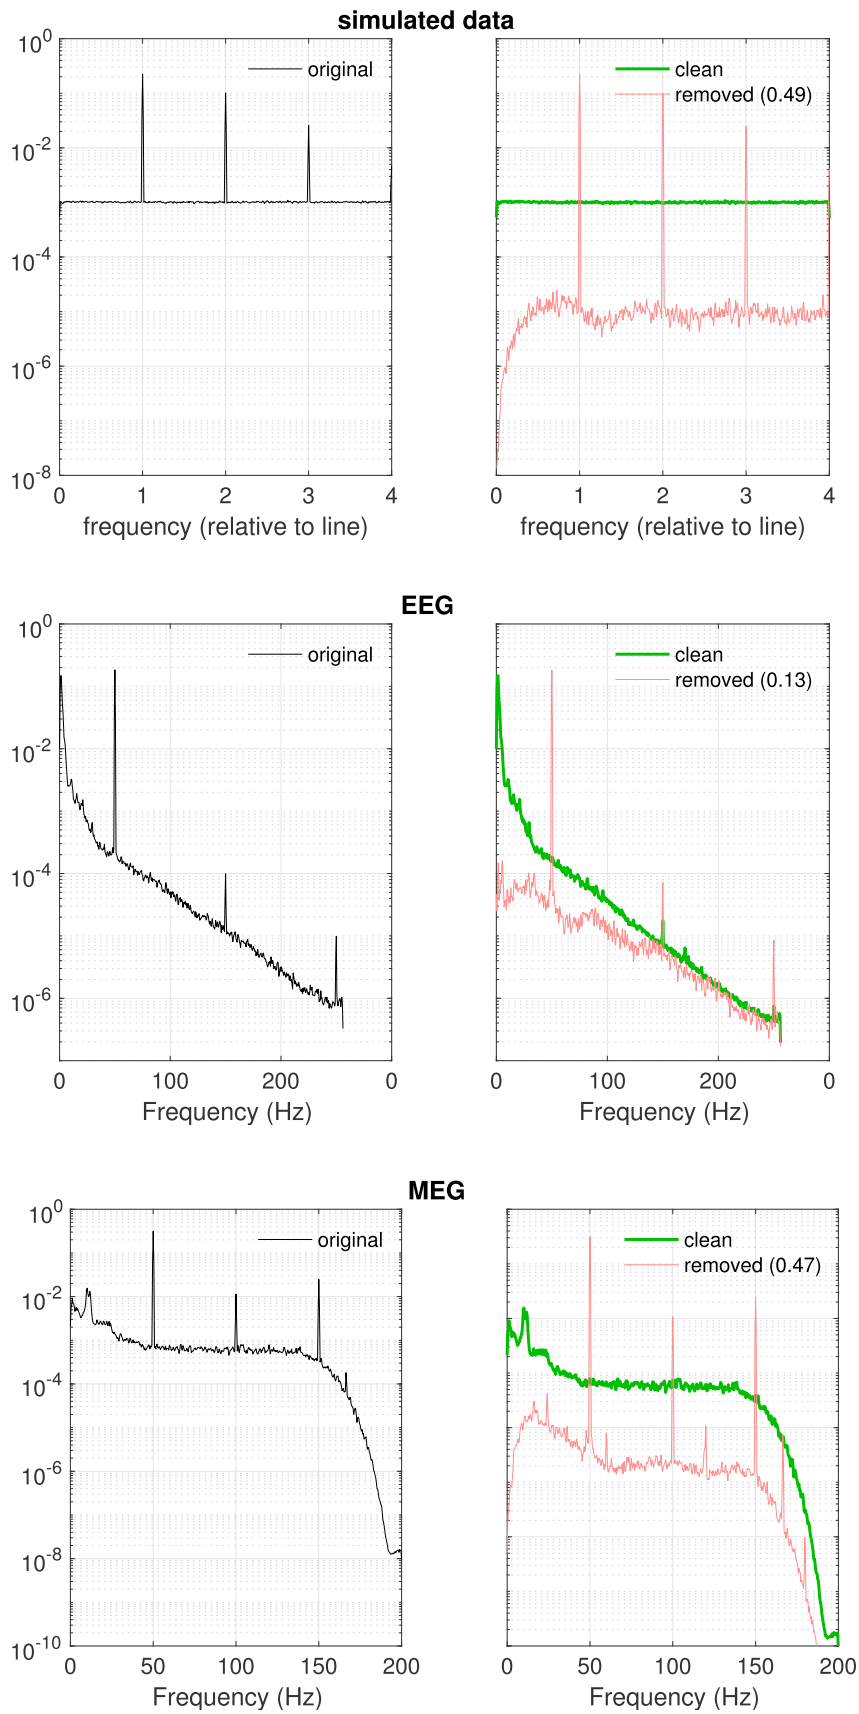 simulated data
10^0
10^-2
10^-4
10^-6
10^-8
original
0 1 2 3 4
frequency (relative to line)
clean
removed (0.49)
0 1 2 3 4
frequency (relative to line)
EEG
10^0
10^-2
10^-4
10^-6
original
0 100 200 0
Frequency (Hz)
clean
removed (0.13)
0 100 200 0
Frequency (Hz)
MEG
10^0
10^-2
10^-4
10^-6
10^-8
10^-10
original
0 50 100 150 200
Frequency (Hz)
clean
removed (0.47)
0 50 100 150 200
Frequency (Hz)